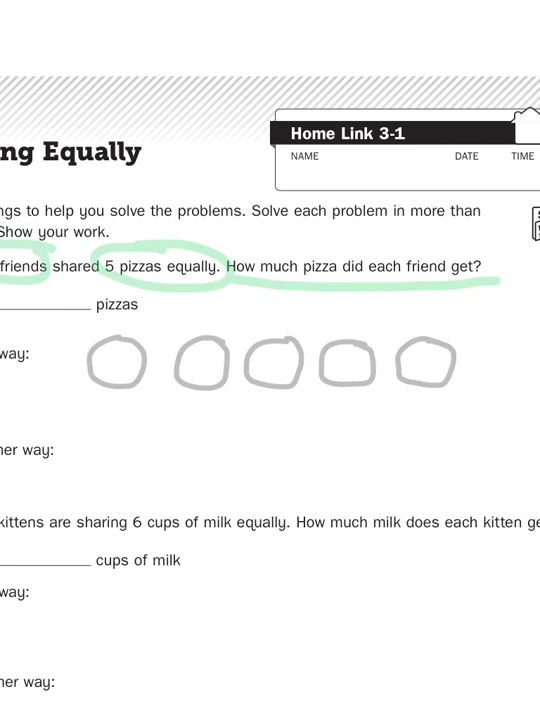 ng Equally
Home Link 3-1
NAME DATE TIME
ngs to help you solve the problems. Solve each problem in more than
Show your work.
friends shared 5 pizzas equally. How much pizza did each friend get?
pizzas
way:
her way:
kittens are sharing 6 cups of milk equally. How much milk does each kitten ge
cups of milk
way:
her way: